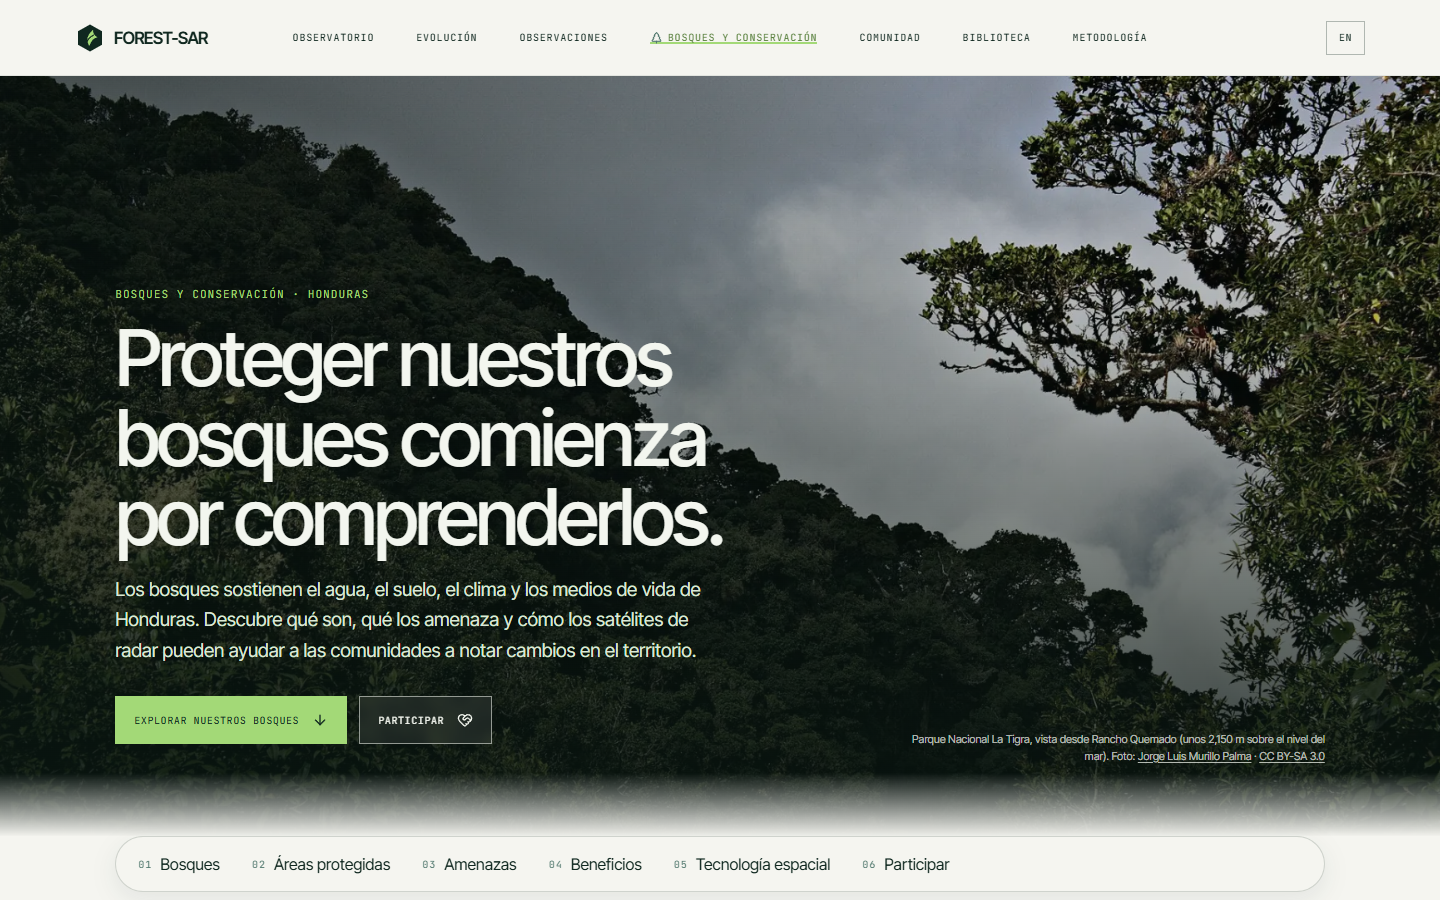 FOREST-SAR
OBSERVATORIO
EVOLUCIÓN
OBSERVACIONES
BOSQUES Y CONSERVACIÓN
COMUNIDAD
BIBLIOTECA
METODOLOGÍA
EN
BOSQUES Y CONSERVACIÓN · HONDURAS
Proteger nuestros
bosques comienza
por comprenderlos.
Los bosques sostienen el agua, el suelo, el clima y los medios de vida de
Honduras. Descubre qué son, qué los amenaza y cómo los satélites de
radar pueden ayudar a las comunidades a notar cambios en el territorio.
EXPLORAR NUESTROS BOSQUES
PARTICIPAR
Parque Nacional La Tigra, vista desde Rancho Quemado (unos 2,150 m sobre el nivel del
mar). Foto: Jorge Luis Murillo Palma · CC BY-SA 3.0
01 Bosques
02 Áreas protegidas
03 Amenazas
04 Beneficios
05 Tecnología espacial
06 Participar